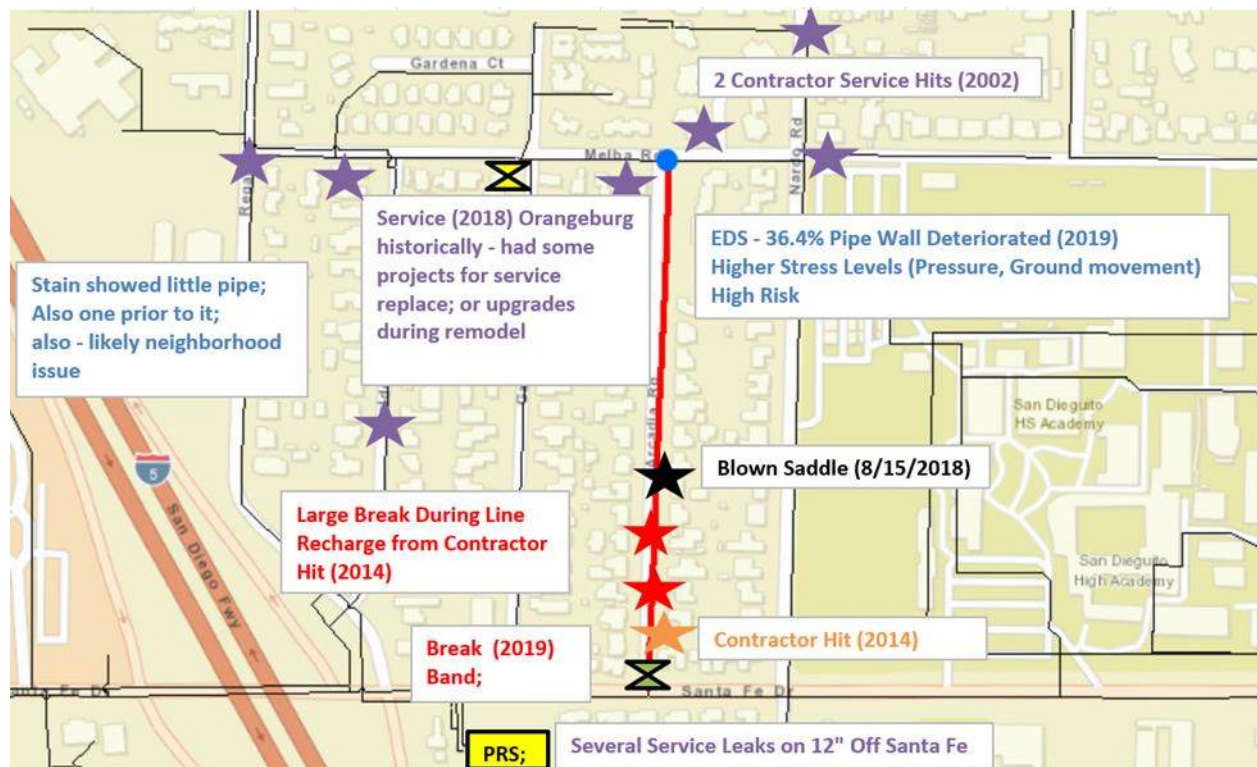 Gardena Ct
2 Contractor Service Hits (2002)
Melba Rd
Nardo Rd
Service (2018) Orangeburg
historically - had some
projects for service
replace; or upgrades
during remodel
EDS - 36.4% Pipe Wall Deteriorated (2019)
Higher Stress Levels (Pressure, Ground movement)
High Risk
Stain showed little pipe;
Also one prior to it;
also - likely neighborhood
issue
Arcadia Rd
San Dieguito
HS Academy
5
San Diego Fwy
Blown Saddle (8/15/2018)
Large Break During Line
Recharge from Contractor
Hit (2014)
San Dieguito
High Academy
Break (2019)
Band;
Contractor Hit (2014)
Santa Fe Dr
Santa Fe Dr
PRS;
Several Service Leaks on 12" Off Santa Fe